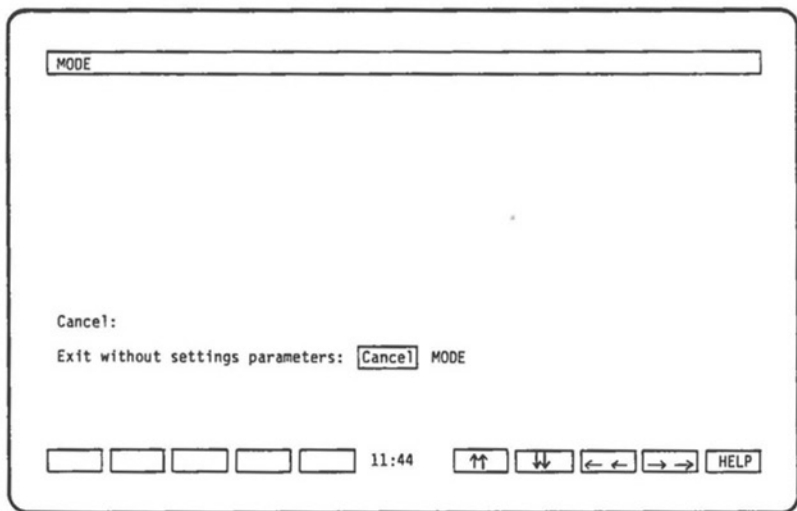 MODE
Cancel:
Exit without settings parameters: Cancel MODE
11:44 ↑↑ ↓↓ ← ← → → HELP